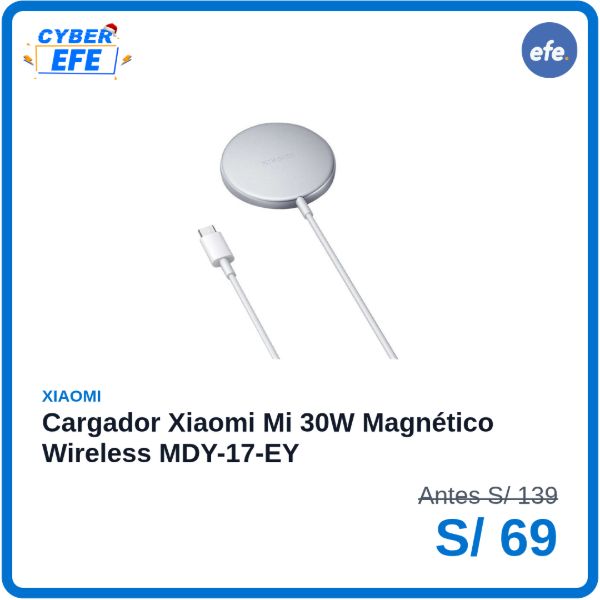 CYBER
EFE
efe.
XIAOMI
Cargador Xiaomi Mi 30W Magnético
Wireless MDY-17-EY
Antes S/ 139
S/ 69